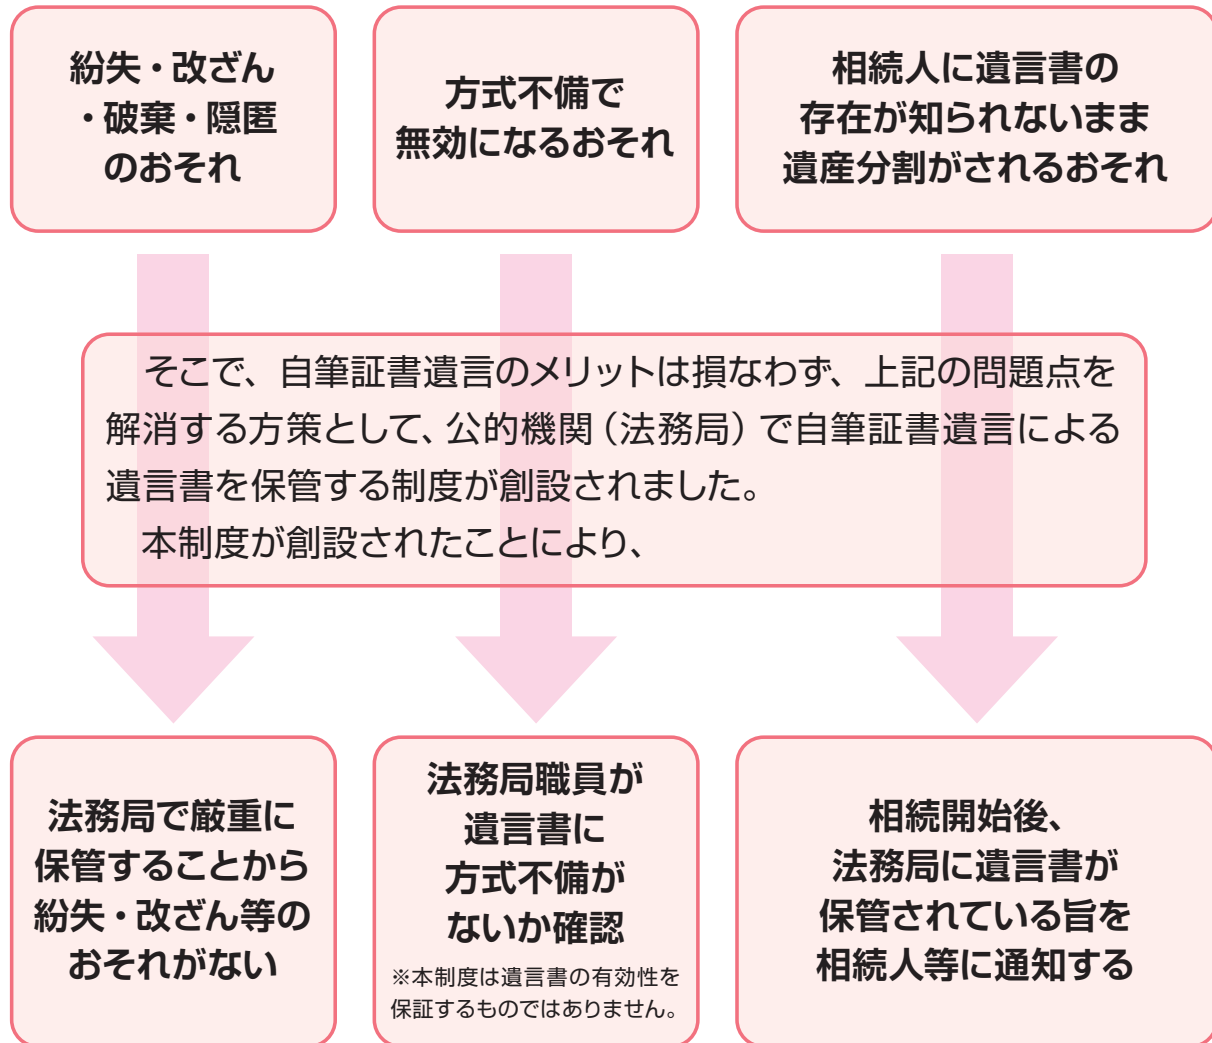 紛失・改ざん
・破棄・隠匿
のおそれ
方式不備で
無効になるおそれ
相続人に遺言書の
存在が知られないまま
遺産分割がされるおそれ
そこで、自筆証書遺言のメリットは損なわず、上記の問題点を
解消する方策として、公的機関（法務局）で自筆証書遺言による
遺言書を保管する制度が創設されました。
本制度が創設されたことにより、
法務局で厳重に
保管することから
紛失・改ざん等の
おそれがない
法務局職員が
遺言書に
方式不備が
ないか確認
※本制度は遺言書の有効性を
保証するものではありません。
相続開始後、
法務局に遺言書が
保管されている旨を
相続人等に通知する